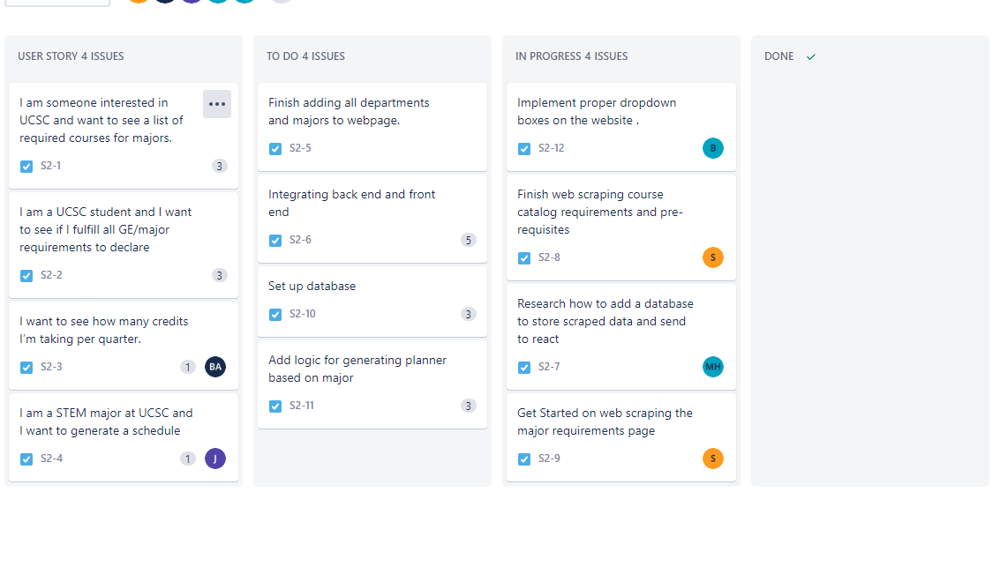 USER STORY 4 ISSUES
I am someone interested in
UCSC and want to see a list of
required courses for majors.
S2-1 3
I am a UCSC student and I want
to see if I fulfill all GE/major
requirements to declare
S2-2 3
I want to see how many credits
I'm taking per quarter.
S2-3 1 BA
I am a STEM major at UCSC and
I want to generate a schedule
S2-4 1 J
TO DO 4 ISSUES
Finish adding all departments
and majors to webpage.
S2-5
Integrating back end and front
end
S2-6 5
Set up database
S2-10 3
Add logic for generating planner
based on major
S2-11 3
IN PROGRESS 4 ISSUES
Implement proper dropdown
boxes on the website .
S2-12 B
Finish web scraping course
catalog requirements and pre-
requisites
S2-8 S
Research how to add a database
to store scraped data and send
to react
S2-7 MH
Get Started on web scraping the
major requirements page
S2-9 S
DONE